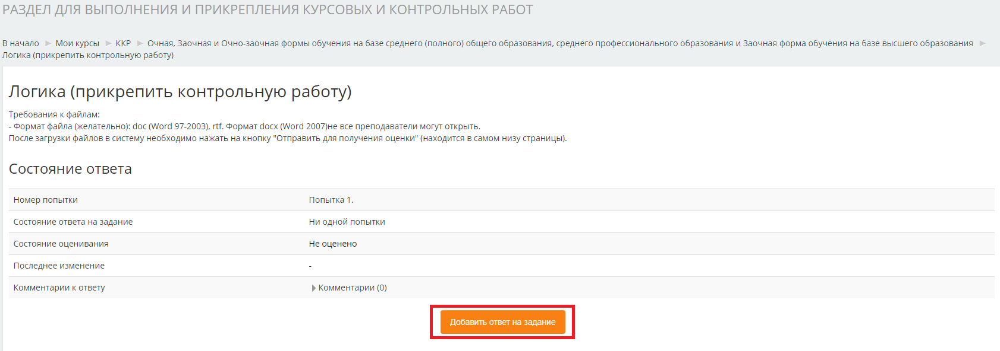 РАЗДЕЛ ДЛЯ ВЫПОЛНЕНИЯ И ПРИКРЕПЛЕНИЯ КУРСОВЫХ И КОНТРОЛЬНЫХ РАБОТ
В начало ▶ Мои курсы ▶ ККР ▶ Очная, Заочная и Очно-заочная формы обучения на базе среднего (полного) общего образования, среднего профессионального образования и Заочная форма обучения на базе высшего образования ▶
Логика (прикрепить контрольную работу)
Логика (прикрепить контрольную работу)
Требования к файлам:
- Формат файла (желательно): doc (Word 97-2003), rtf. Формат docx (Word 2007)не все преподаватели могут открыть.
После загрузки файлов в систему необходимо нажать на кнопку "Отправить для получения оценки" (находится в самом низу страницы).
Состояние ответа
Номер попытки Попытка 1.
Состояние ответа на задание Ни одной попытки
Состояние оценивания Не оценено
Последнее изменение -
Комментарии к ответу ▶ Комментарии (0)
Добавить ответ на задание